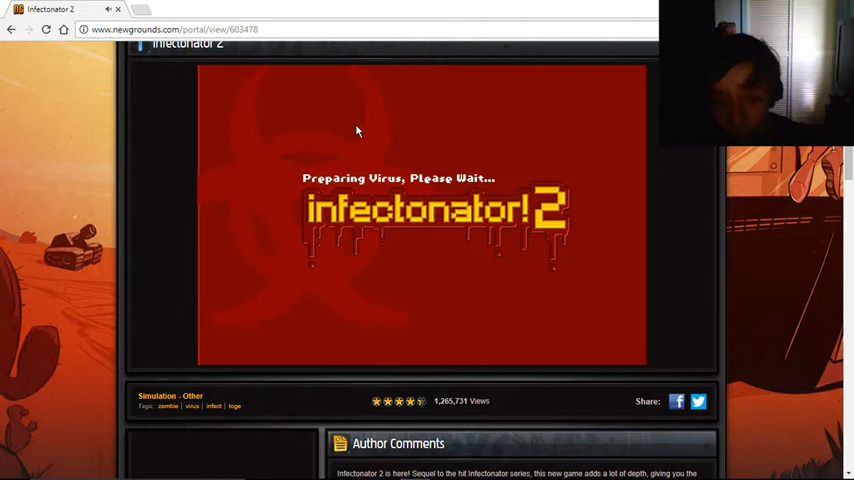 Infectonator 2
www.newgrounds.com/portal/view/603478
Infectonator 2
Preparing Virus, Please Wait...
infectonator!2
Simulation - Other
Tags: zombie | virus | infect | toge
1,265,731 Views
Share:
Author Comments
Infectonator 2 is here! Sequel to the hit Infectonator series, this new game adds a lot of depth, giving you the